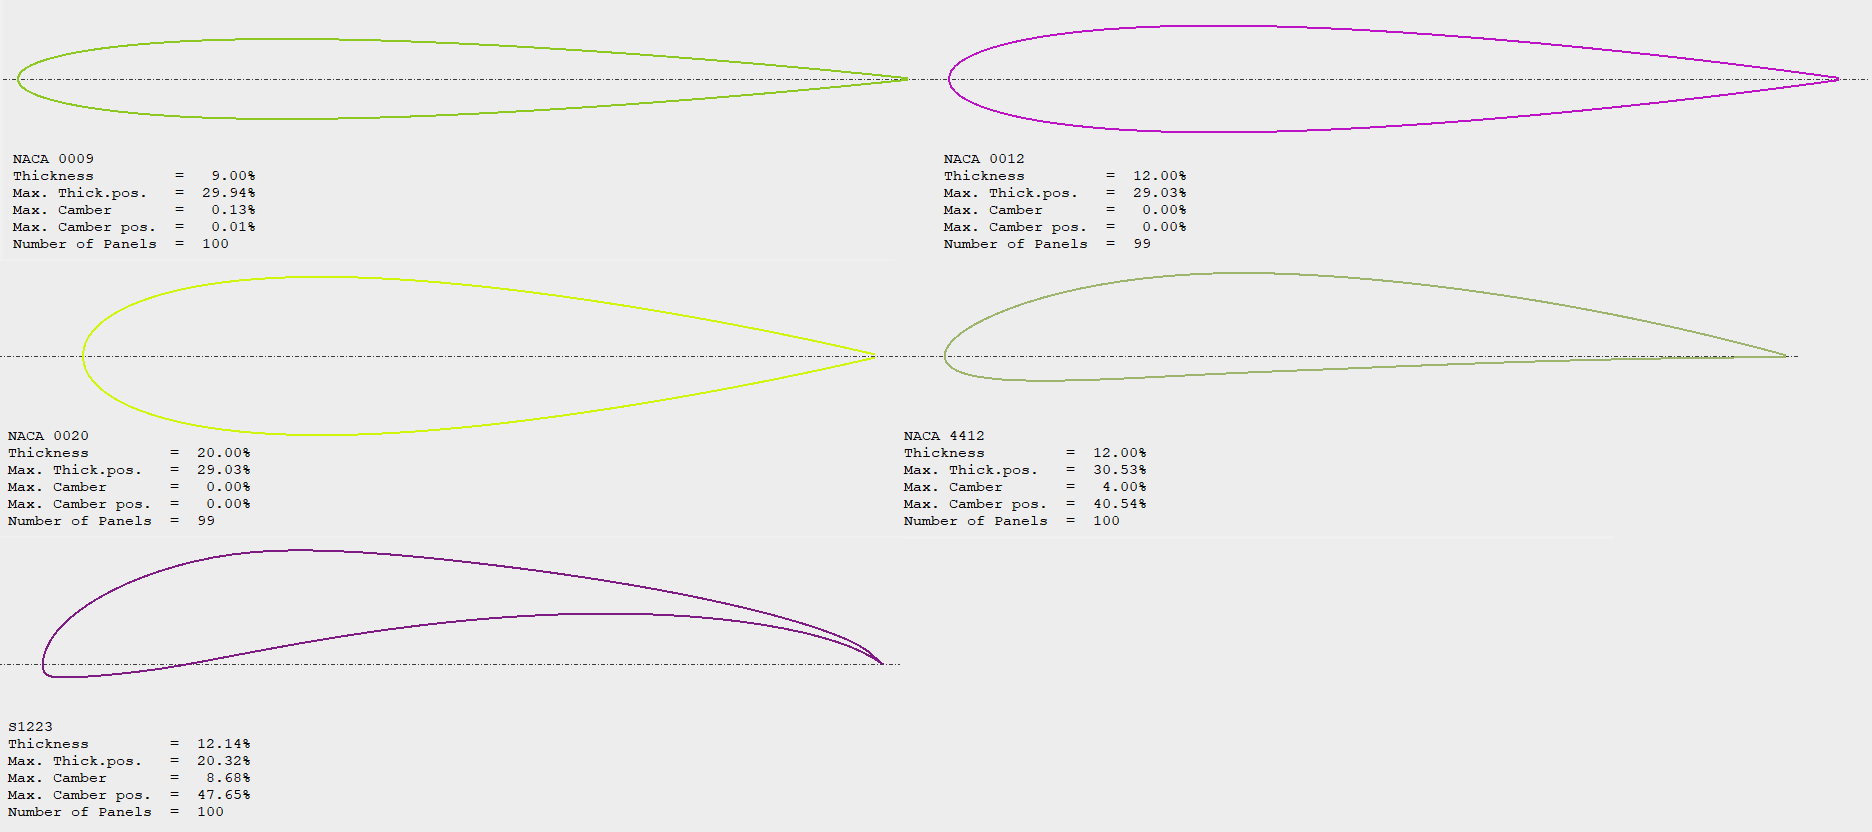 NACA 0009
Thickness = 9.00%
Max. Thick.pos. = 29.94%
Max. Camber = 0.13%
Max. Camber pos. = 0.01%
Number of Panels = 100
NACA 0012
Thickness = 12.00%
Max. Thick.pos. = 29.03%
Max. Camber = 0.00%
Max. Camber pos. = 0.00%
Number of Panels = 99
NACA 0020
Thickness = 20.00%
Max. Thick.pos. = 29.03%
Max. Camber = 0.00%
Max. Camber pos. = 0.00%
Number of Panels = 99
NACA 4412
Thickness = 12.00%
Max. Thick.pos. = 30.53%
Max. Camber = 4.00%
Max. Camber pos. = 40.54%
Number of Panels = 100
S1223
Thickness = 12.14%
Max. Thick.pos. = 20.32%
Max. Camber = 8.68%
Max. Camber pos. = 47.65%
Number of Panels = 100